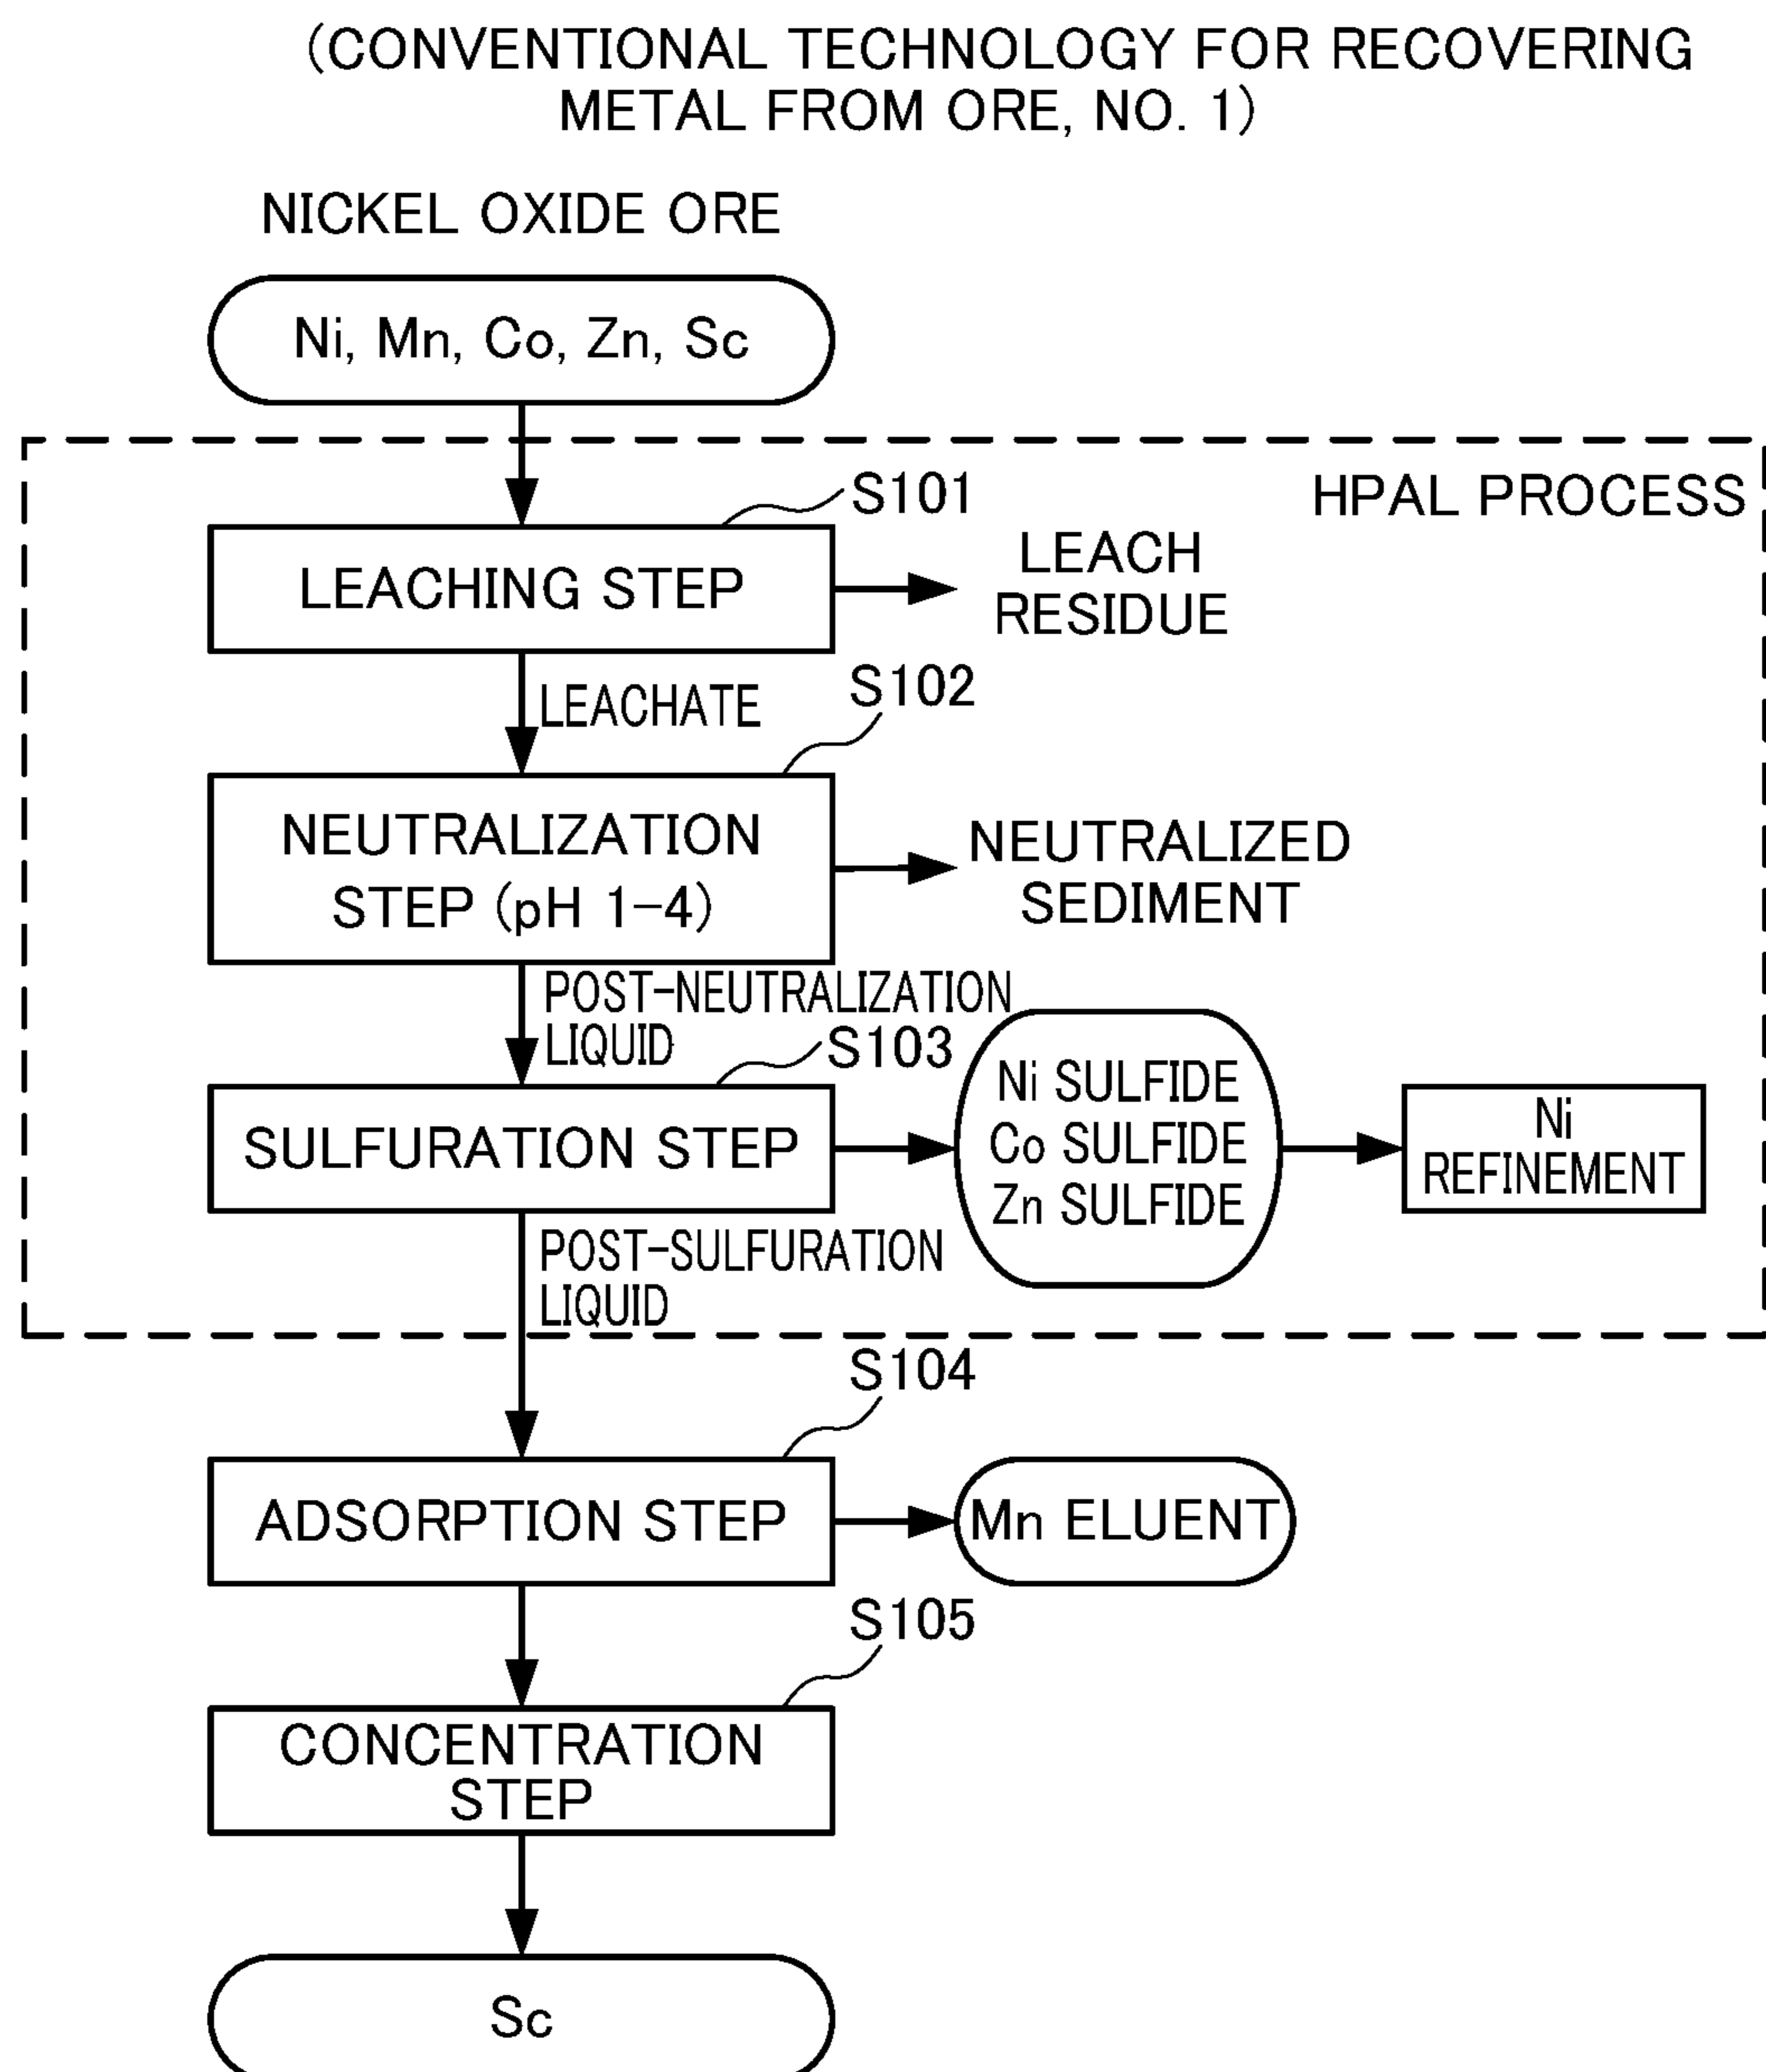 (CONVENTIONAL TECHNOLOGY FOR RECOVERING
METAL FROM ORE, NO. 1)
NICKEL OXIDE ORE
Ni, Mn, Co, Zn, Sc
HPAL PROCESS
S101
LEACHING STEP
LEACH
RESIDUE
LEACHATE
S102
NEUTRALIZATION
STEP (pH 1-4)
NEUTRALIZED
SEDIMENT
POST-NEUTRALIZATION
LIQUID
S103
SULFURATION STEP
Ni SULFIDE
Co SULFIDE
Zn SULFIDE
Ni
REFINEMENT
POST-SULFURATION
LIQUID
S104
ADSORPTION STEP
Mn ELUENT
S105
CONCENTRATION
STEP
Sc